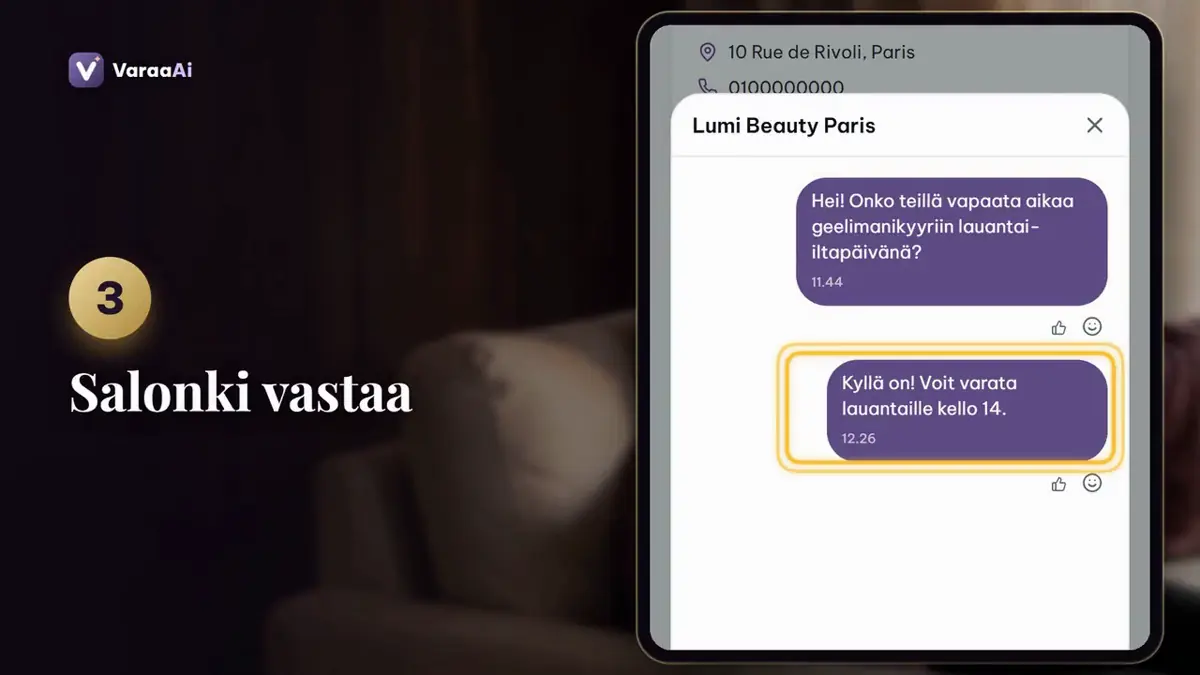 VaraaAi
3
Salonki vastaa
10 Rue de Rivoli, Paris
0100000000
Lumi Beauty Paris
Hei! Onko teillä vapaata aikaa
geelimanikyyriin lauantai-
iltapäivänä?
11.44
Kyllä on! Voit varata
lauantaille kello 14.
12.26